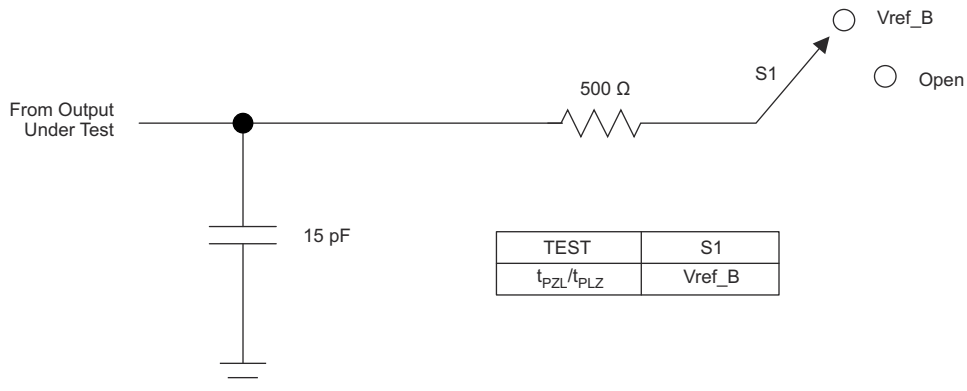 Vref_B
S1
Open
500 Ω
From Output
Under Test
15 pF
TEST S1
tPZL/tPLZ Vref_B